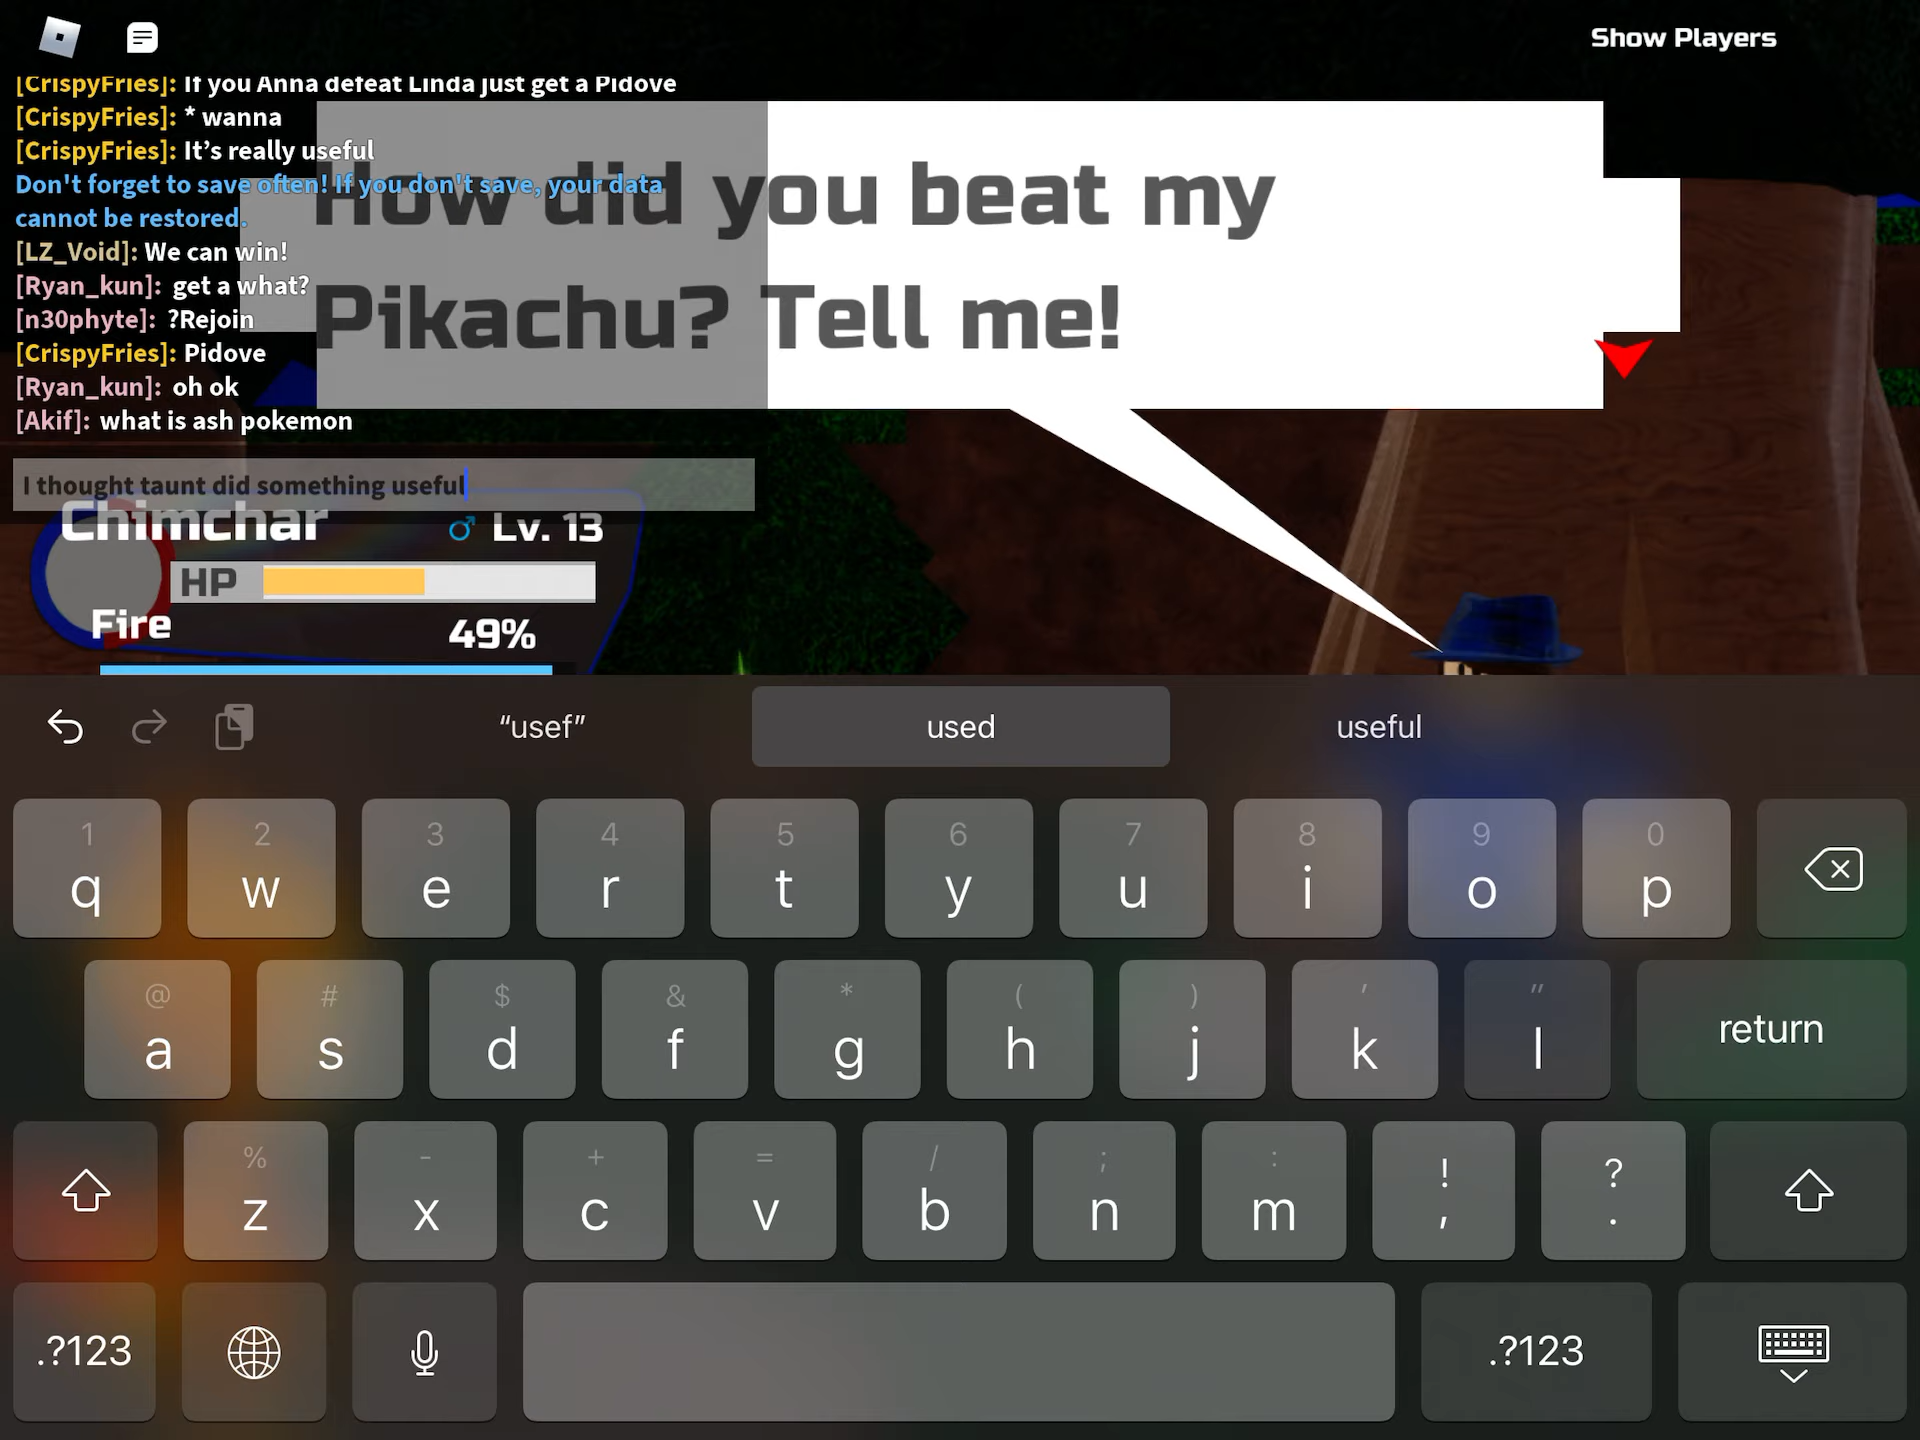 Show Players
[CrispyFries]: If you Anna defeat Linda just get a Pidove
[CrispyFries]: * wanna
[CrispyFries]: It's really useful
Don't forget to save often! If you don't save, your data
cannot be restored.
[LZ_Void]: We can win!
[Ryan_kun]: get a what?
[n30phyte]: ?Rejoin
[CrispyFries]: Pidove
[Ryan_kun]: oh ok
[Akif]: what is ash pokemon
I thought taunt did something useful
How did you beat my
Pikachu? Tell me!
Chimchar ♂ Lv. 13
HP
Fire 49%
“usef” used useful
1 2 3 4 5 6 7 8 9 0
q w e r t y u i o p
@ # $ & * ( ) ' "
a s d f g h j k l return
% - + = / ; : ! ?
z x c v b n m , .
.?123 .?123